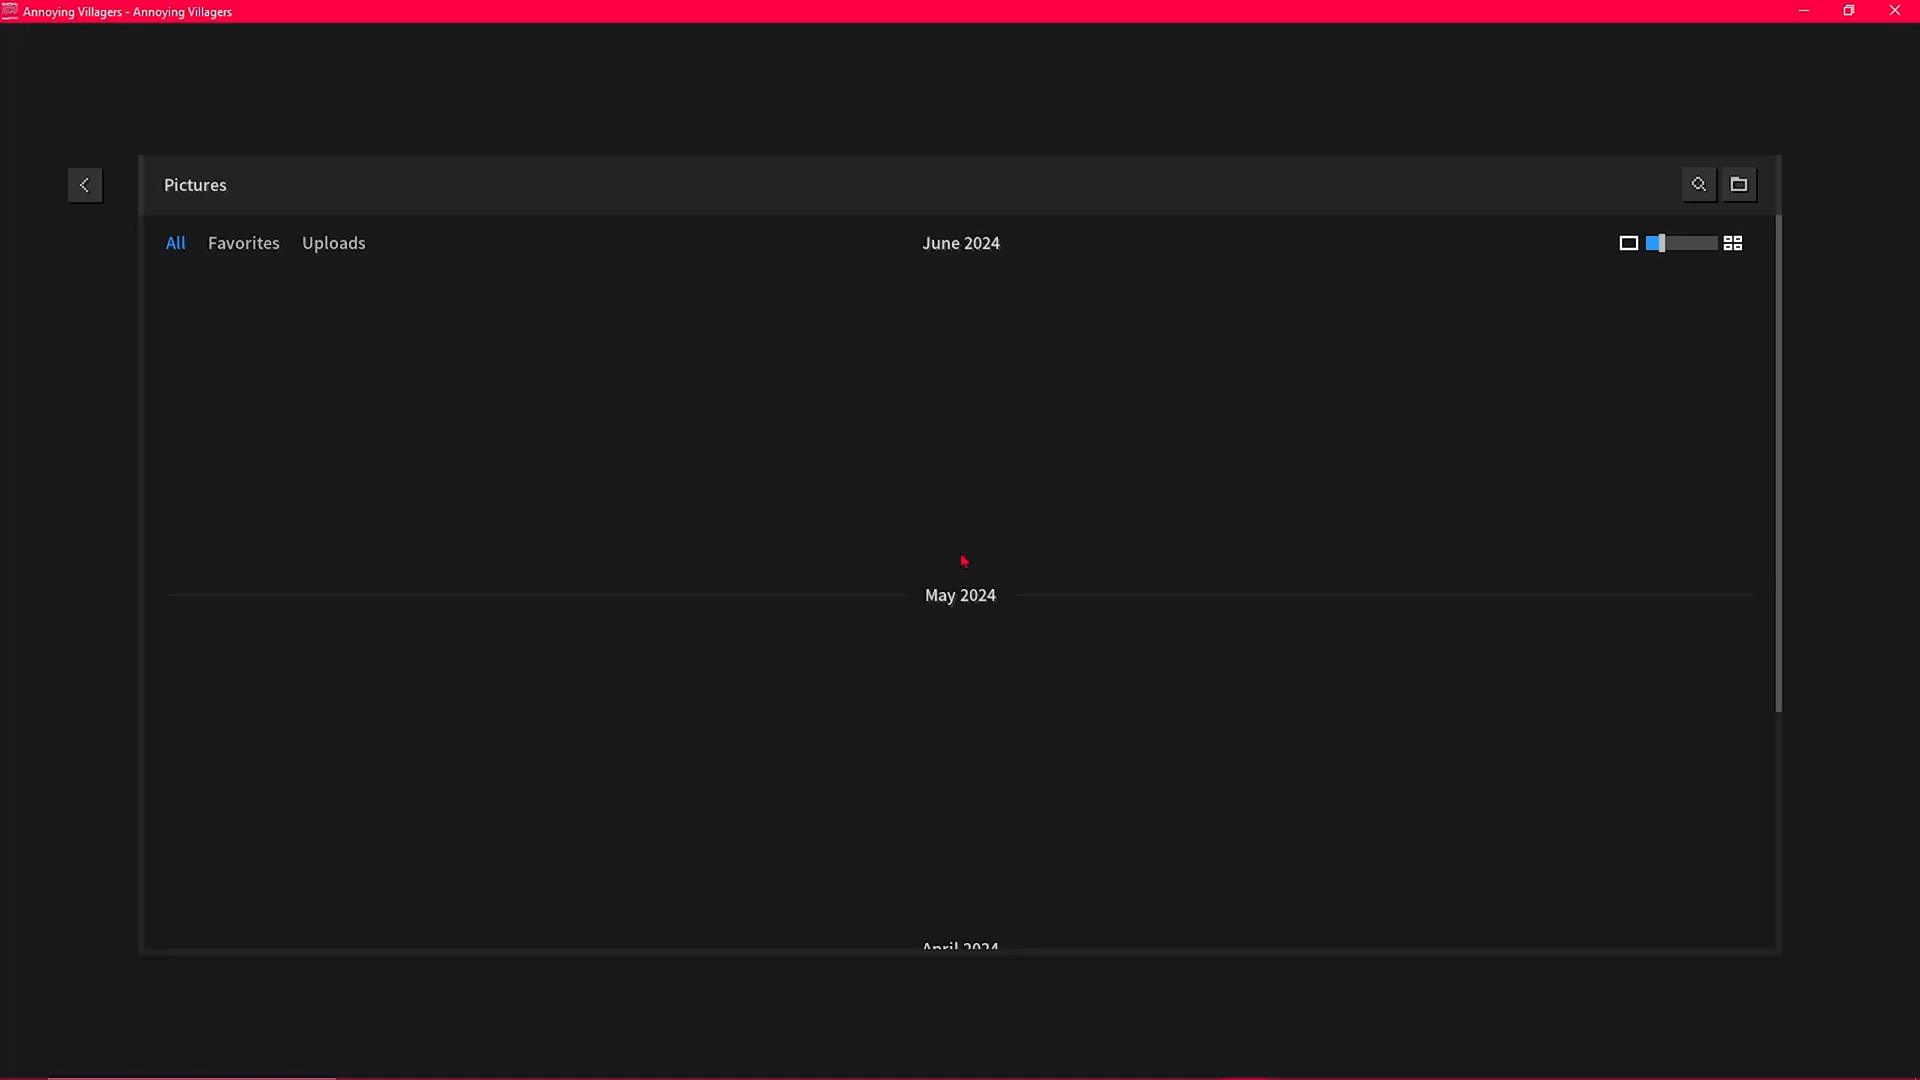 Annoying Villagers - Annoying Villagers
Pictures
All Favorites Uploads June 2024
May 2024
April 2024